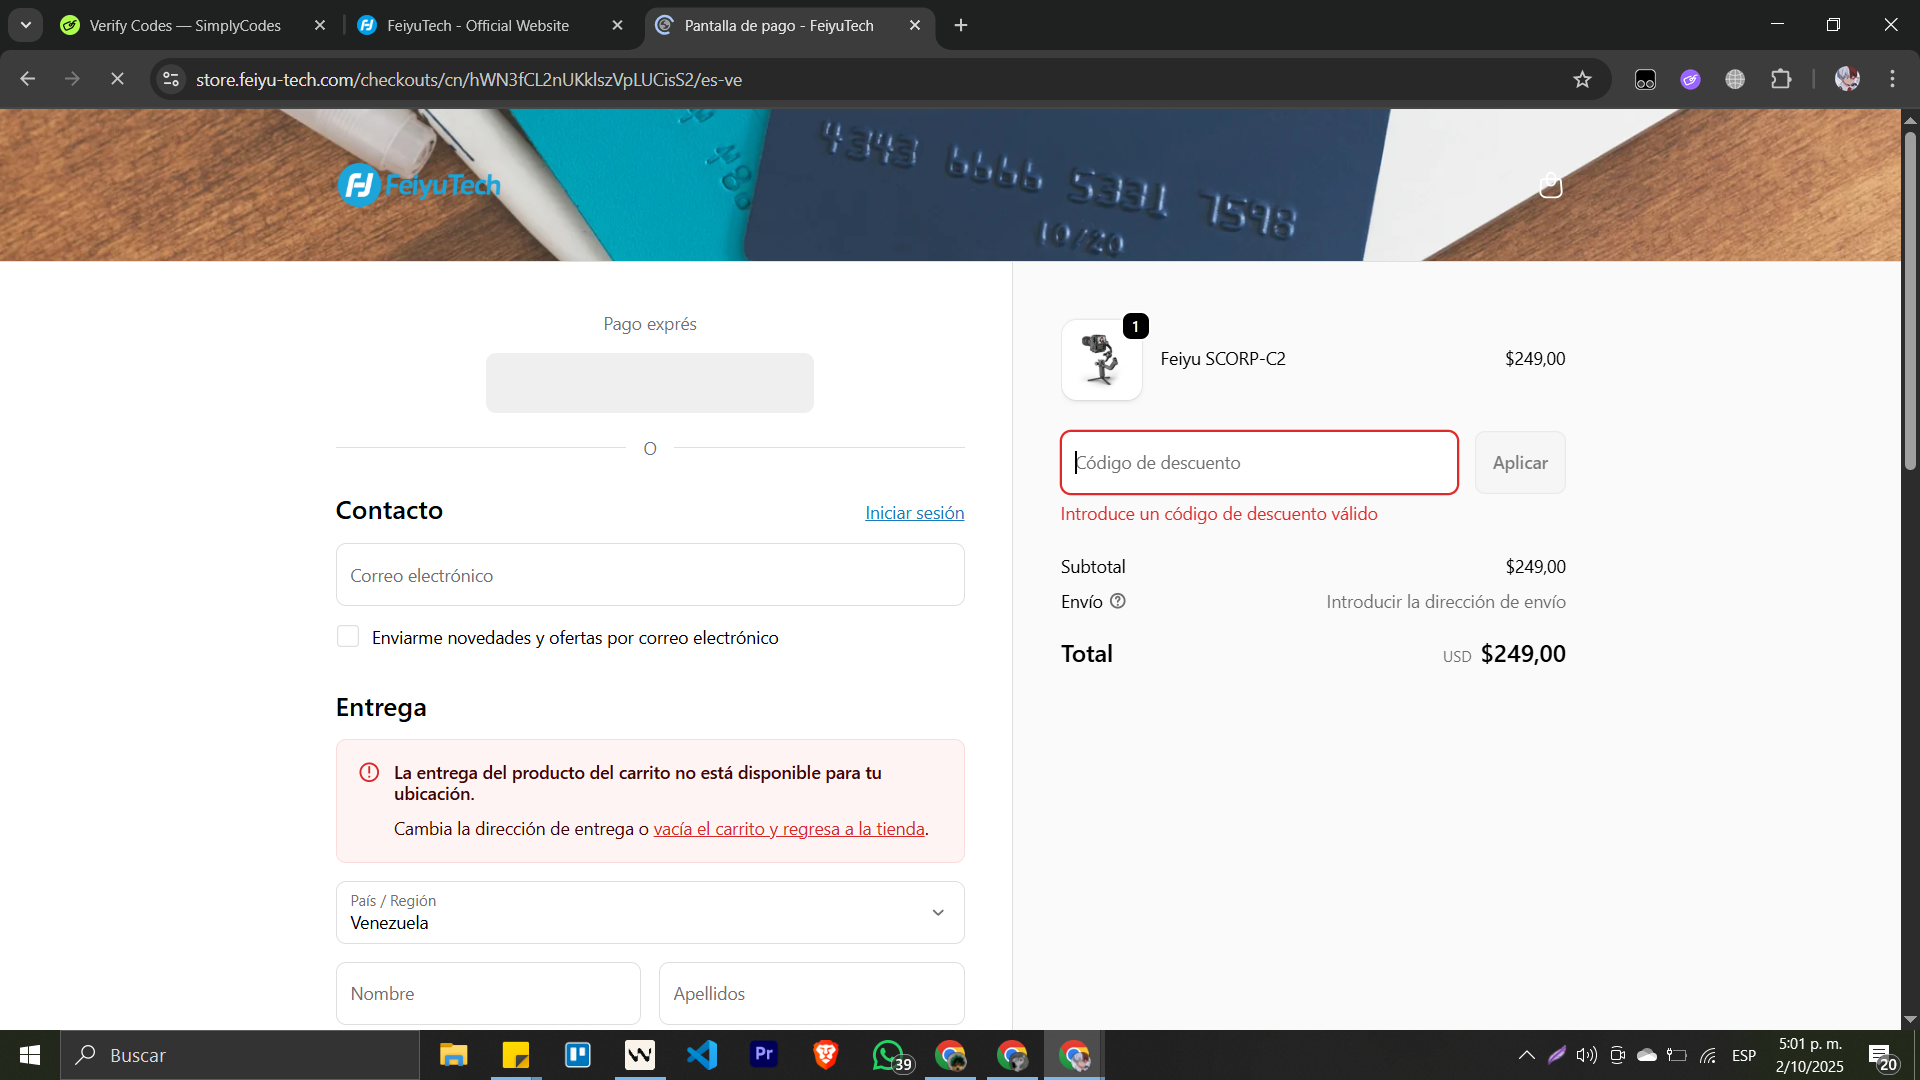 Verify Codes — SimplyCodes
FeiyuTech - Official Website
Pantalla de pago - FeiyuTech
store.feiyu-tech.com/checkouts/cn/hWN3fCL2nUKklszVpLUCisS2/es-ve
4343 6666 5331 7598
10/20
FeiyuTech
Pago exprés
O
Contacto
Iniciar sesión
Correo electrónico
Enviarme novedades y ofertas por correo electrónico
Entrega
La entrega del producto del carrito no está disponible para tu
ubicación.
Cambia la dirección de entrega o vacía el carrito y regresa a la tienda.
País / Región
Venezuela
Nombre
Apellidos
1
Feiyu SCORP-C2
$249,00
Código de descuento
Aplicar
Introduce un código de descuento válido
Subtotal
$249,00
Envío
Introducir la dirección de envío
Total
USD $249,00
Buscar
Pr
39
ESP
5:01 p. m.
2/10/2025
20